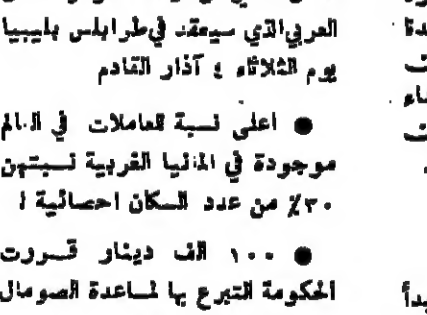 العربي الذي سيعقد في طرابلس بليبيا
يوم الثلاثاء ٤ آذار القادم
● اعلى نسبة للعاملات في العالم
موجودة في المانيا الغربية نسبتهن
٣٠٪ من عدد السكان احصائية !
● ١٠٠ الف دينار قررت
الحكومة التبرع بها لمساعدة الصومال